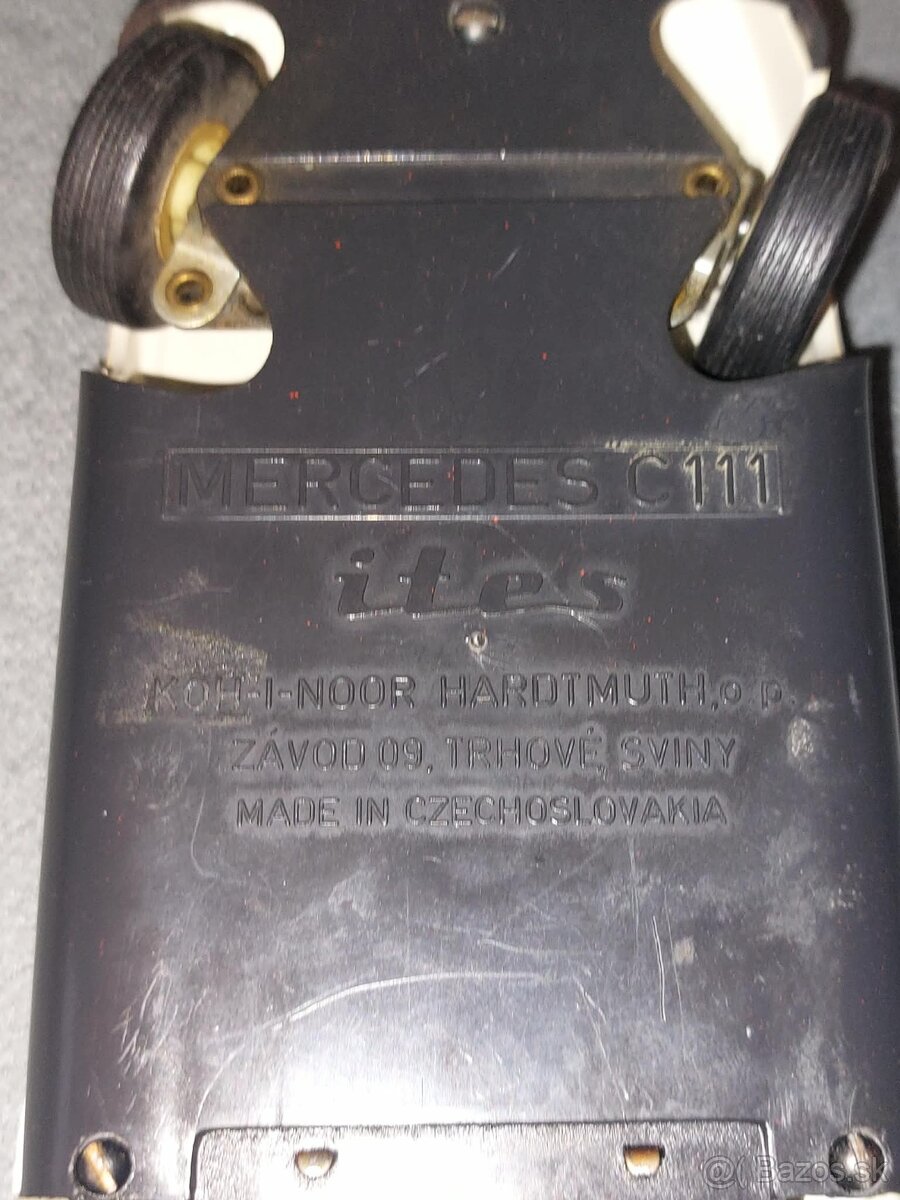 MERCEDES C111
ites
KOH-I-NOOR HARDTMUTH,o.p.
ZÁVOD 09, TRHOVÉ SVINY
MADE IN CZECHOSLOVAKIA
@ Bazos.sk